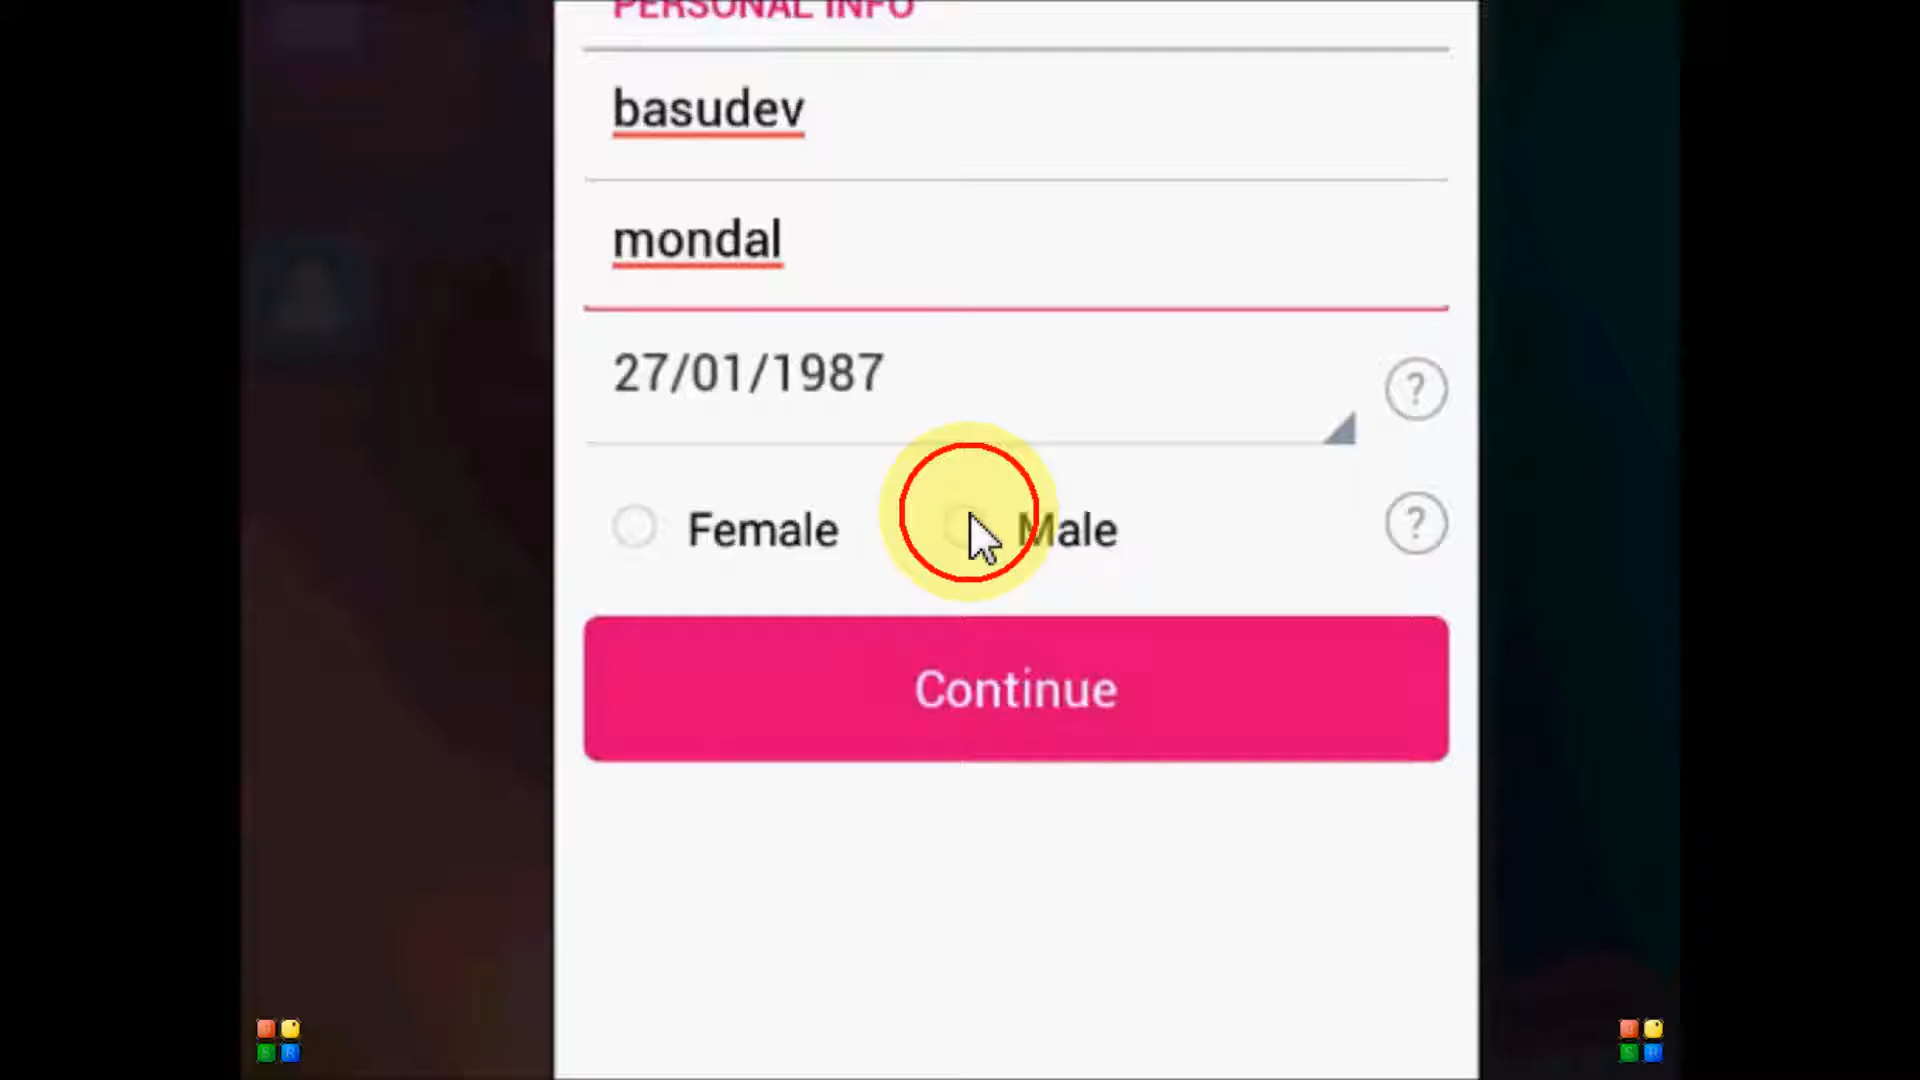 PERSONAL INFO
basudev
mondal
27/01/1987
?
Female
Male
?
Continue
J
S R
J
S R